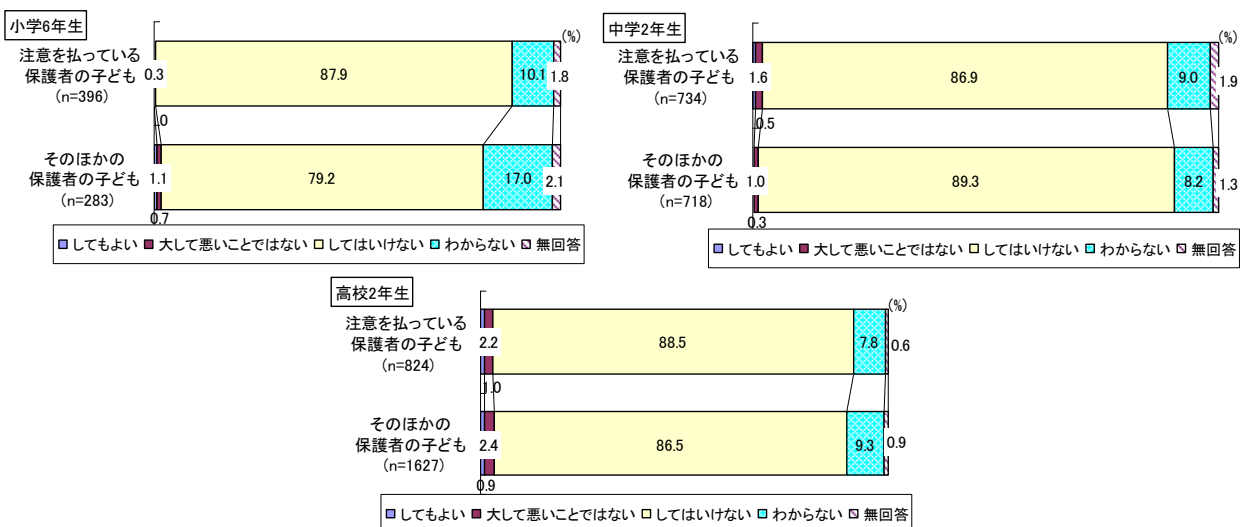 小学6年生
(%)
注意を払っている
保護者の子ども
(n=396)
0.3
87.9
10.1
1.8
.0
そのほかの
保護者の子ども
(n=283)
1.1
79.2
17.0
2.1
0.7
してもよい 大して悪いことではない してはいけない わからない 無回答
中学2年生
(%)
注意を払っている
保護者の子ども
(n=734)
1.6
86.9
9.0
1.9
0.5
そのほかの
保護者の子ども
(n=718)
1.0
89.3
8.2
1.3
0.3
してもよい 大して悪いことではない してはいけない わからない 無回答
高校2年生
(%)
注意を払っている
保護者の子ども
(n=824)
2.2
88.5
7.8
0.6
1.0
そのほかの
保護者の子ども
(n=1627)
2.4
86.5
9.3
0.9
0.9
してもよい 大して悪いことではない してはいけない わからない 無回答